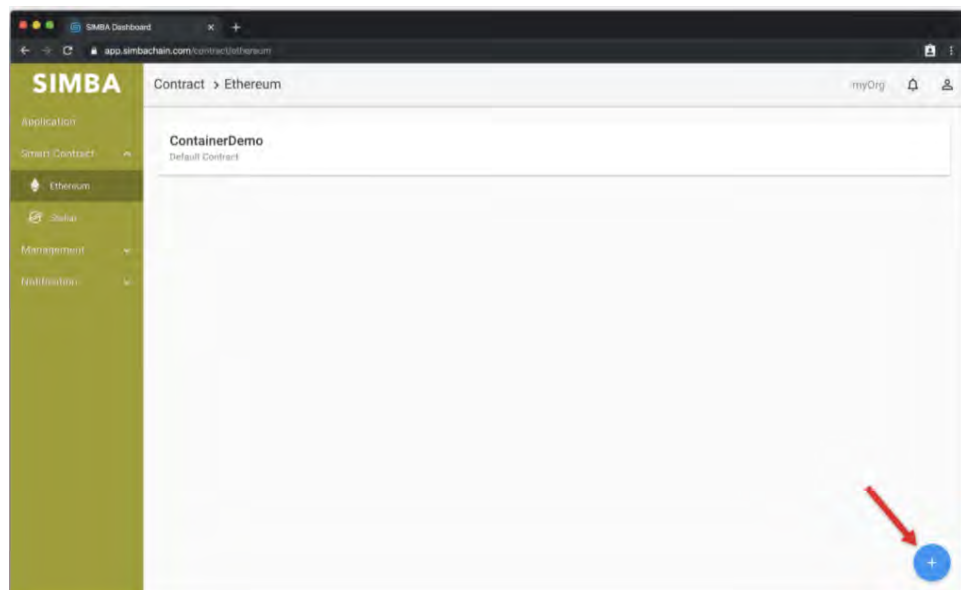 SIMBA Dashboard
app.simbachain.com/contract/ethereum
SIMBA
Contract > Ethereum
myOrg
Application
Smart Contract
Ethereum
Stellar
Management
Notification
ContainerDemo
Default Contract
+